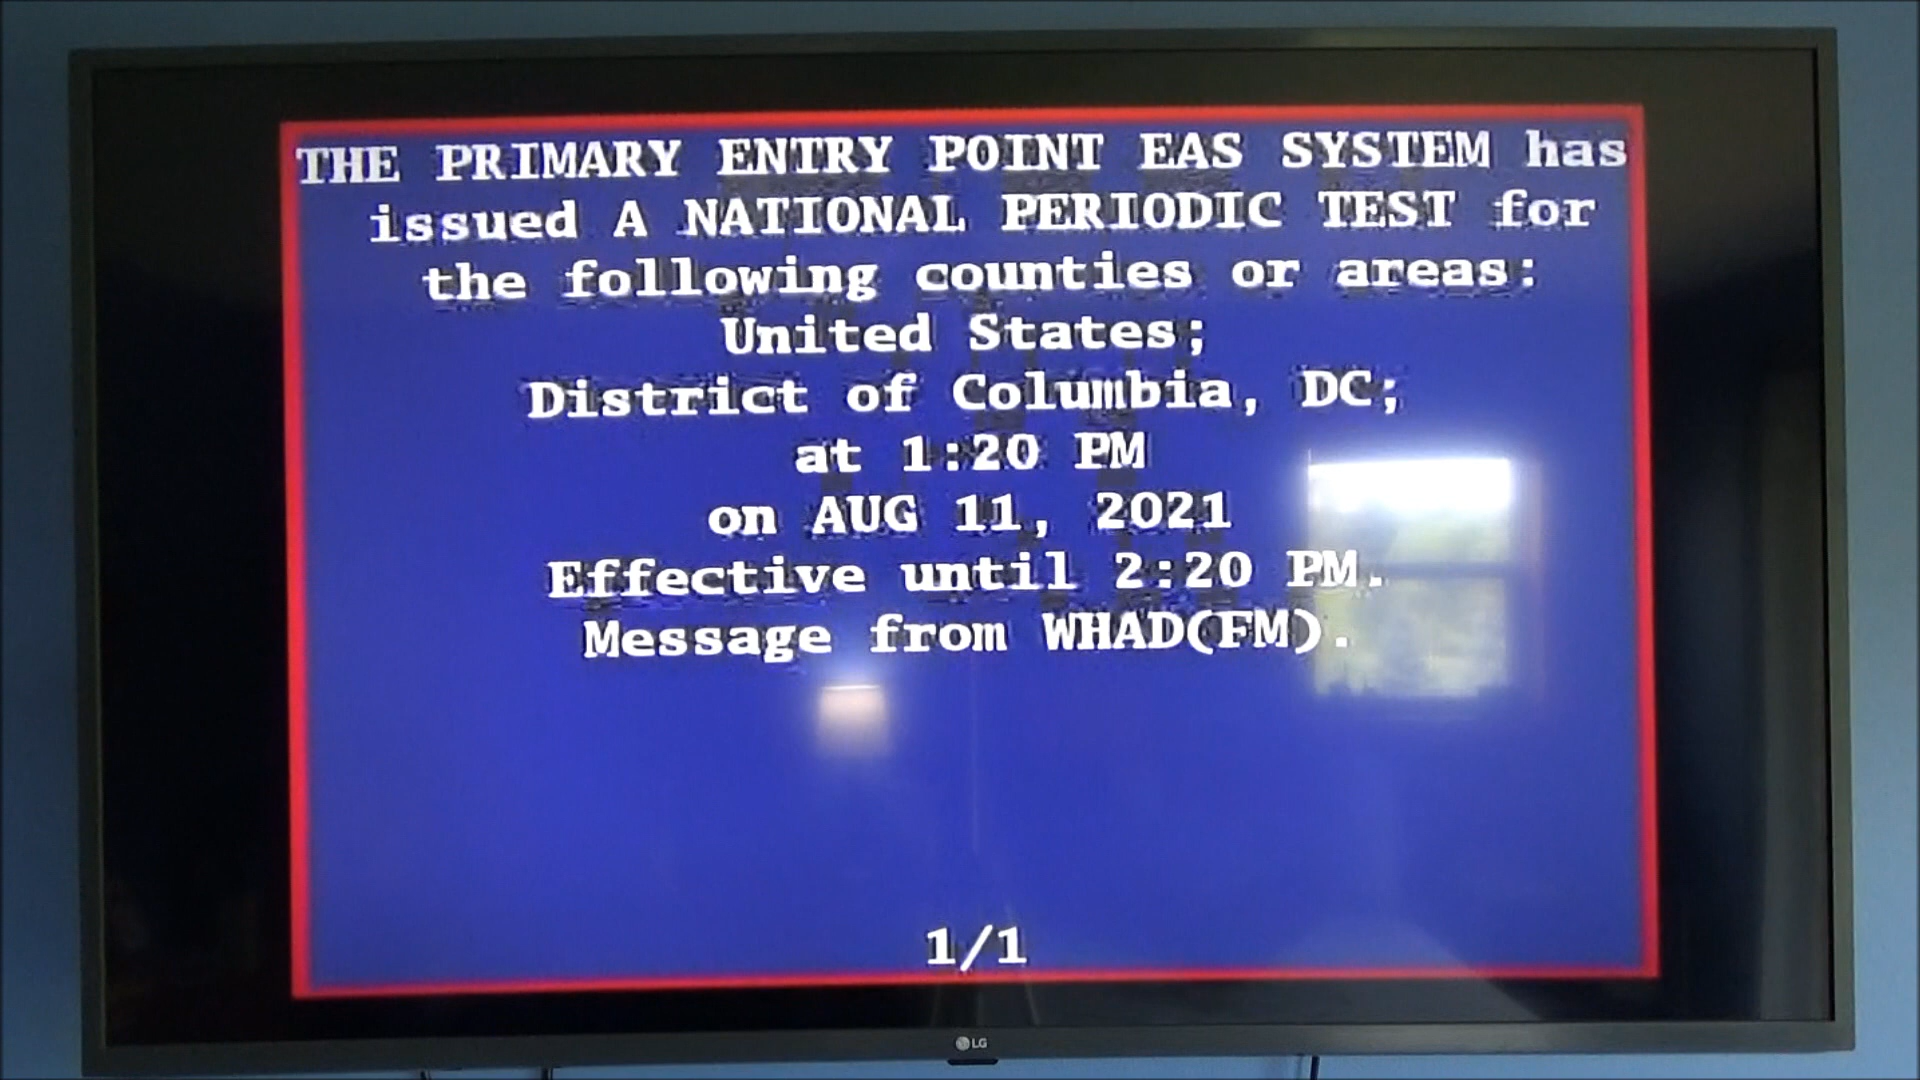 THE PRIMARY ENTRY POINT EAS SYSTEM has
issued A NATIONAL PERIODIC TEST for
the following counties or areas:
United States;
District of Columbia, DC;
at 1:20 PM
on AUG 11, 2021
Effective until 2:20 PM.
Message from WHAD(FM).
1/1
LG